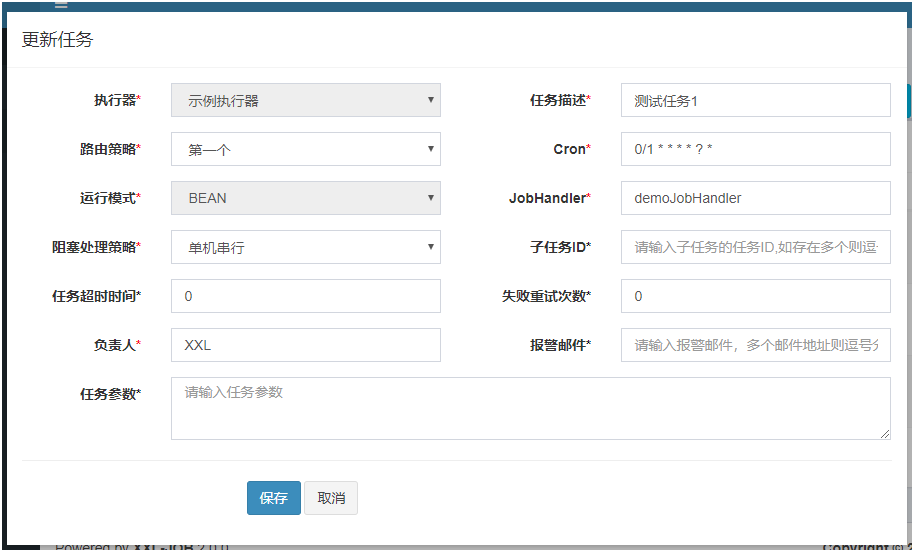 更新任务
执行器* 示例执行器 任务描述* 测试任务1
路由策略* 第一个 Cron* 0/1 * * * * ? *
运行模式* BEAN JobHandler* demoJobHandler
阻塞处理策略* 单机串行 子任务ID* 请输入子任务的任务ID,如存在多个则逗
任务超时时间* 0 失败重试次数* 0
负责人* XXL 报警邮件* 请输入报警邮件，多个邮件地址则逗号分
任务参数* 请输入任务参数
保存 取消
Powered by XXL-JOB 2.0.0 Copyright © 2